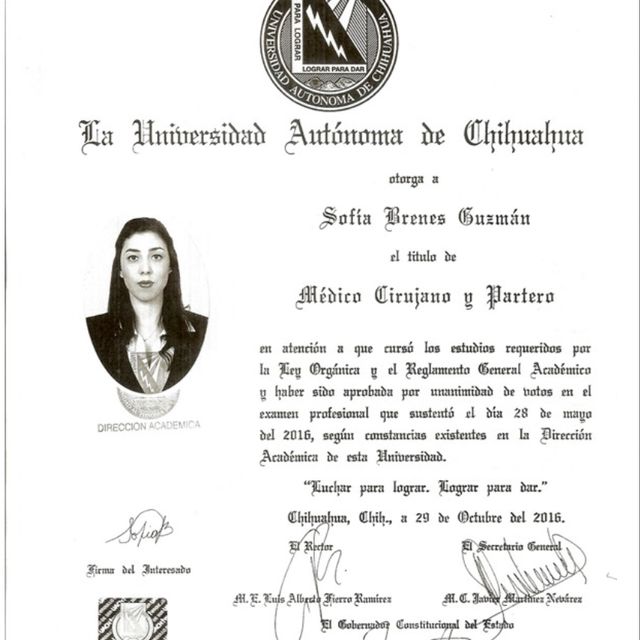 PARA LOGRAR
LOGRAR PARA DAR
UNIVERSIDAD AUTONOMA DE CHIHUAHUA
La Universidad Autónoma de Chihuahua
otorga a
Sofía Brenes Guzmán
el título de
Médico Cirujano y Partero
en atención a que cursó los estudios requeridos por
la Ley Orgánica y el Reglamento General Académico
y haber sido aprobada por unanimidad de votos en el
examen profesional que sustentó el día 28 de mayo
del 2016, según constancias existentes en la Dirección
Académica de esta Universidad.
DIRECCION ACADEMICA
"Luchar para lograr. Lograr para dar."
Chihuahua, Chih., a 29 de Octubre del 2016.
Firma del Interesado
El Rector
El Secretario General
M. E. Luis Alberto Fierro Ramírez
M. C. Javier Martínez Nevárez
El Gobernador Constitucional del Estado